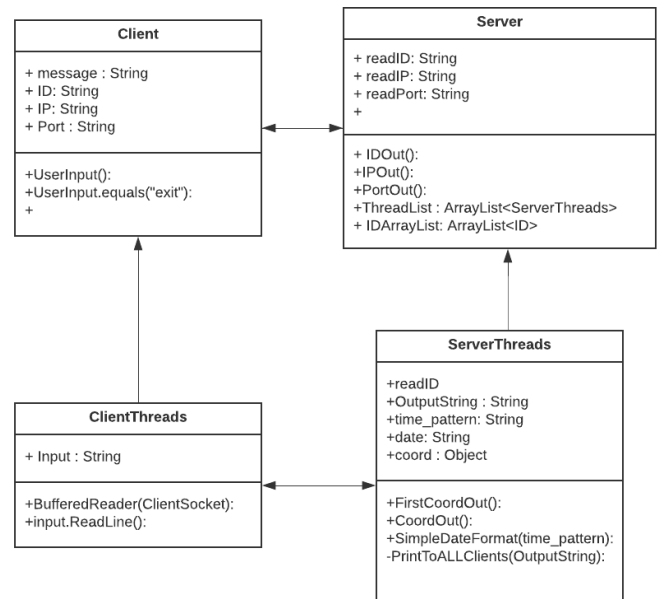 Client
+ message : String
+ ID: String
+ IP: String
+ Port : String
+UserInput():
+UserInput.equals("exit"):
+
Server
+ readID: String
+ readIP: String
+ readPort: String
+
+ IDOut():
+IPOut():
+PortOut():
+ThreadList : ArrayList<ServerThreads>
+ IDArrayList: ArrayList<ID>
ClientThreads
+ Input : String
+BufferedReader(ClientSocket):
+input.ReadLine():
ServerThreads
+readID
+OutputString : String
+time_pattern: String
+date: String
+coord : Object
+FirstCoordOut():
+CoordOut():
+SimpleDateFormat(time_pattern):
-PrintToALLClients(OutputString):